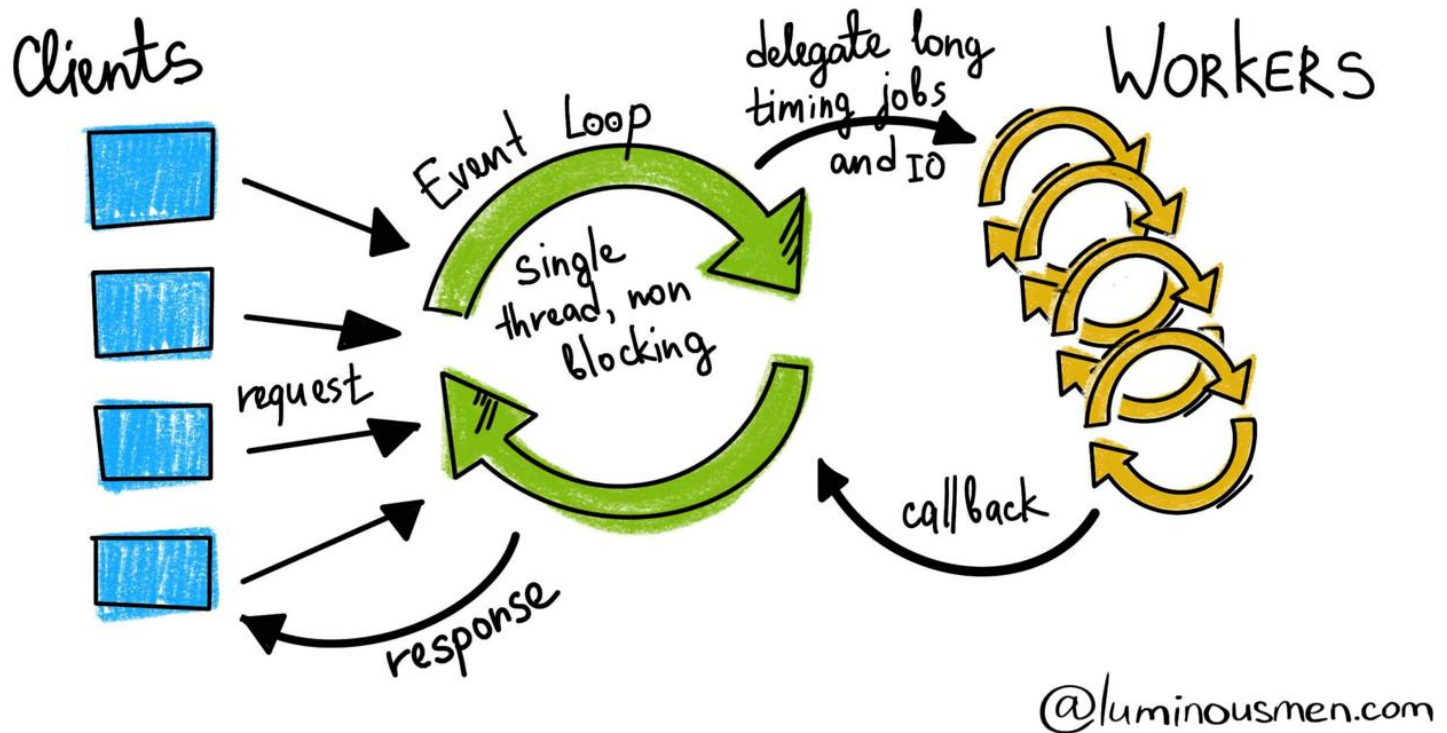 Clients
Event Loop
single
thread, non
blocking
delegate long
timing jobs
and IO
WORKERS
request
callback
response
@luminousmen.com